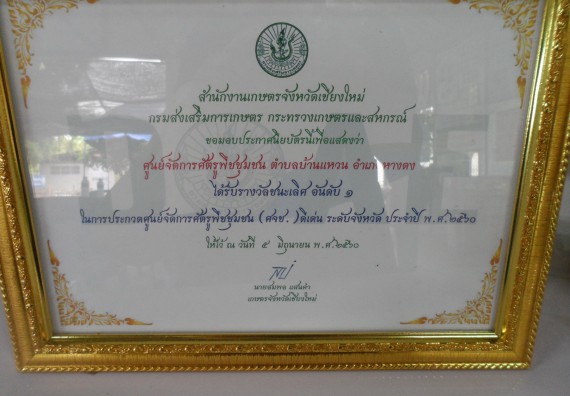 สำนักงานเกษตรจังหวัดเชียงใหม่
กรมส่งเสริมการเกษตร กระทรวงเกษตรและสหกรณ์
ขอมอบประกาศนียบัตรนี้เพื่อแสดงว่า
ศูนย์จัดการศัตรูพืชชุมชน ตำบลบ้านแหวน อำเภอหางดง
ได้รับรางวัลชนะเลิศ อันดับ ๑
ในการประกวดศูนย์จัดการศัตรูพืชชุมชน (ศจช. )ดีเด่น ระดับจังหวัด ประจำปี พ.ศ.๒๕๖๐
ให้ไว้ ณ วันที่ ๕ มิถุนายน พ.ศ.๒๕๖๐
นายสมพล แสนคำ
เกษตรจังหวัดเชียงใหม่